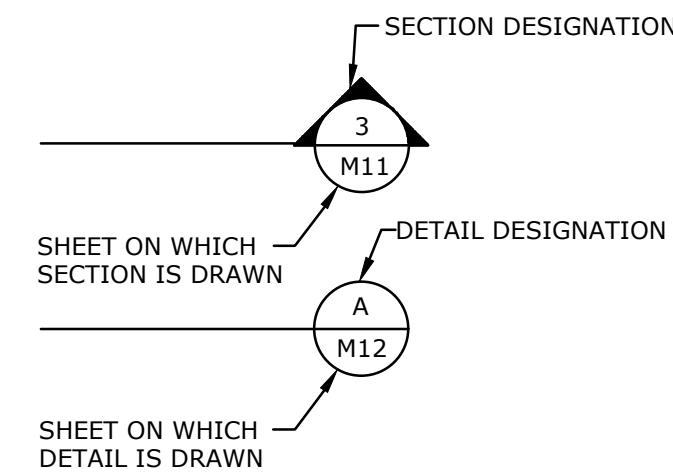 SECTION DESIGNATION
3
M11
SHEET ON WHICH
SECTION IS DRAWN
DETAIL DESIGNATION
A
M12
SHEET ON WHICH
DETAIL IS DRAWN